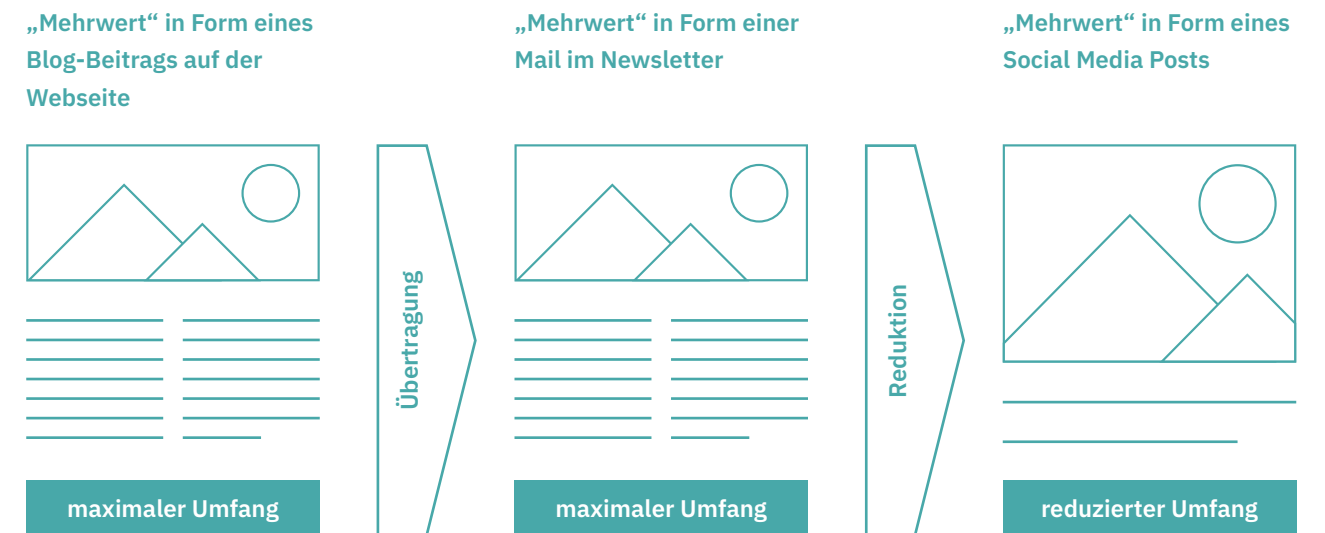 „Mehrwert“ in Form eines
Blog-Beitrags auf der
Webseite
„Mehrwert“ in Form einer
Mail im Newsletter
„Mehrwert“ in Form eines
Social Media Posts
Übertragung
Reduktion
maximaler Umfang
maximaler Umfang
reduzierter Umfang